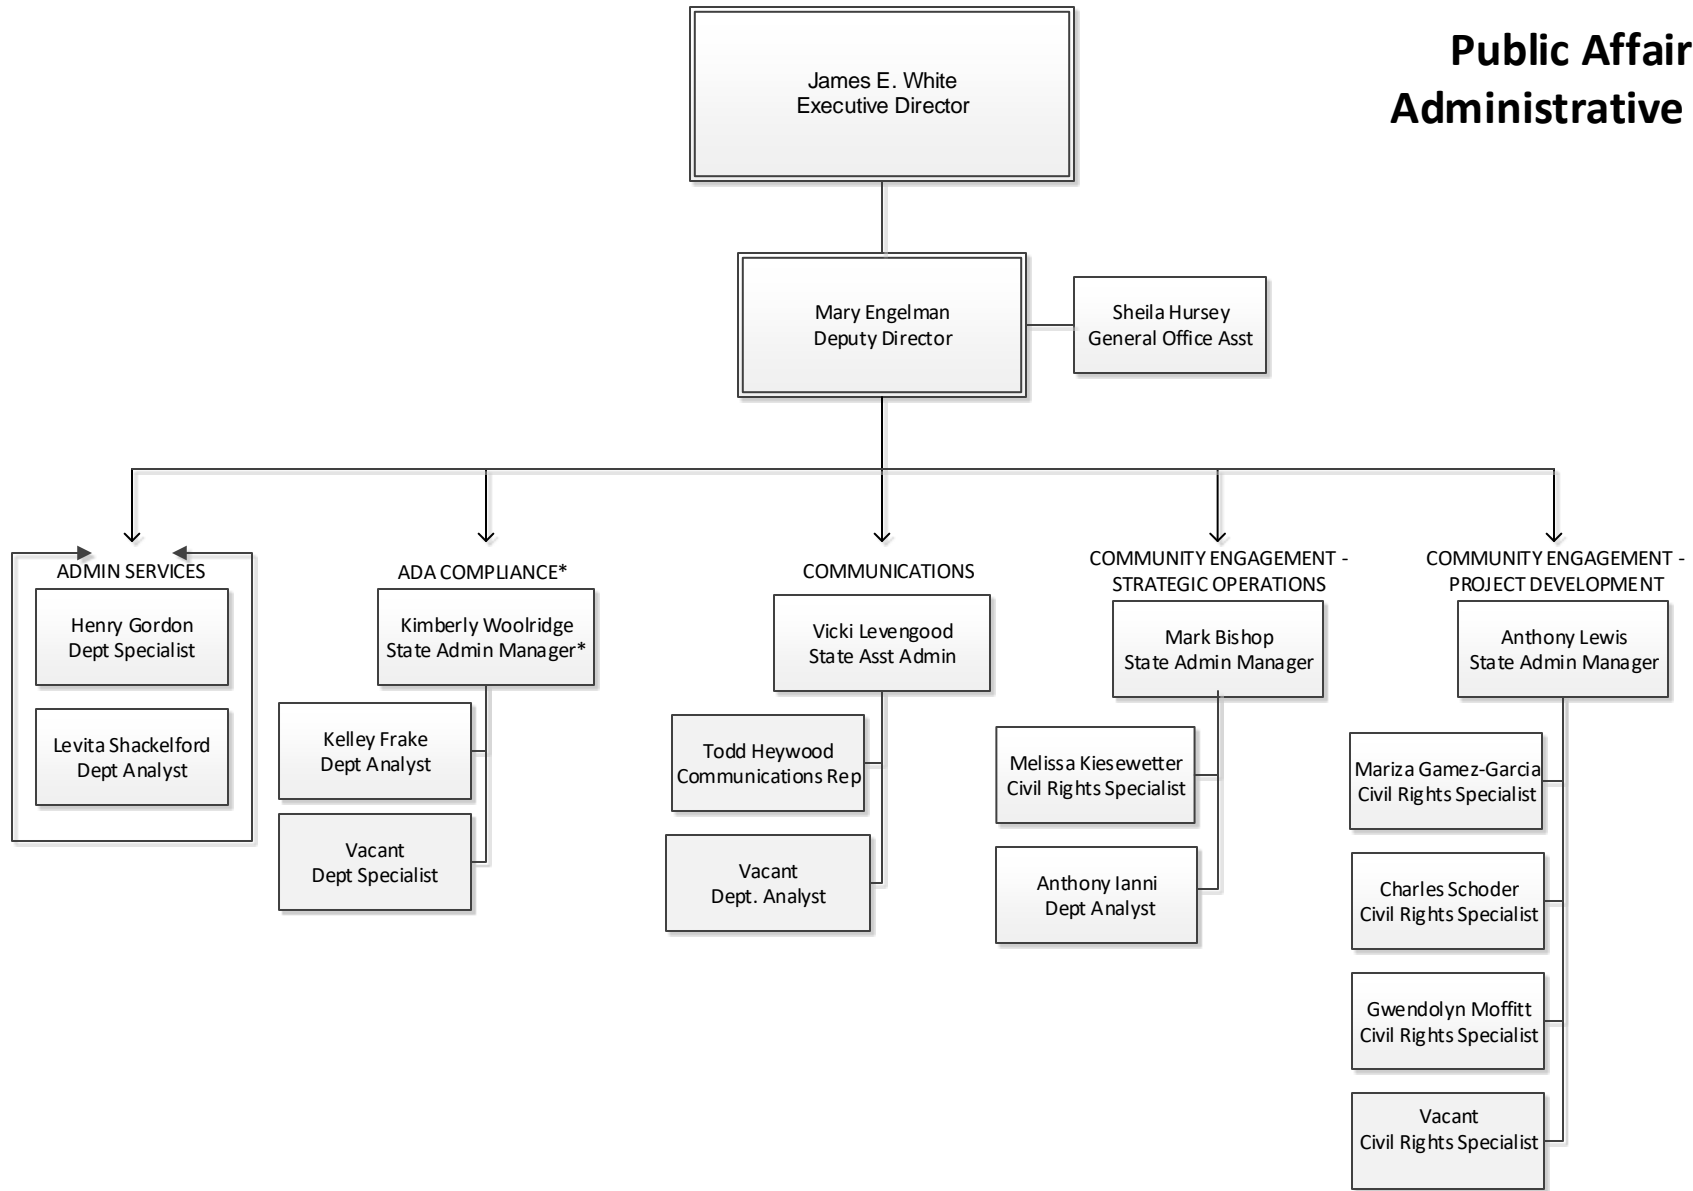 Public Affair
Administrative
James E. White
Executive Director
Mary Engelman
Deputy Director
Sheila Hursey
General Office Asst
ADMIN SERVICES
Henry Gordon
Dept Specialist
Levita Shackelford
Dept Analyst
ADA COMPLIANCE*
Kimberly Woolridge
State Admin Manager*
Kelley Frake
Dept Analyst
Vacant
Dept Specialist
COMMUNICATIONS
Vicki Levengood
State Asst Admin
Todd Heywood
Communications Rep
Vacant
Dept. Analyst
COMMUNITY ENGAGEMENT -
STRATEGIC OPERATIONS
Mark Bishop
State Admin Manager
Melissa Kiesewetter
Civil Rights Specialist
Anthony Ianni
Dept Analyst
COMMUNITY ENGAGEMENT -
PROJECT DEVELOPMENT
Anthony Lewis
State Admin Manager
Mariza Gamez-Garcia
Civil Rights Specialist
Charles Schoder
Civil Rights Specialist
Gwendolyn Moffitt
Civil Rights Specialist
Vacant
Civil Rights Specialist